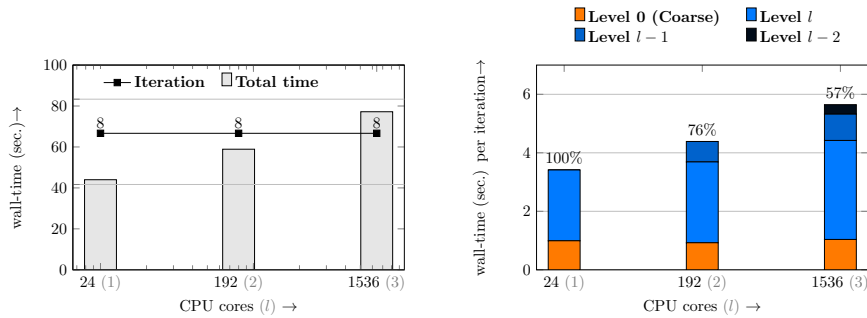 Level 0 (Coarse)
Level l
Level l − 1
Level l − 2
100
80
60
40
20
0
wall-time (sec.)→
Iteration
Total time
8
8
8
24 (1)
192 (2)
1536 (3)
CPU cores (l) →
6
4
2
0
wall-time (sec.) per iteration→
100%
76%
57%
24 (1)
192 (2)
1536 (3)
CPU cores (l) →